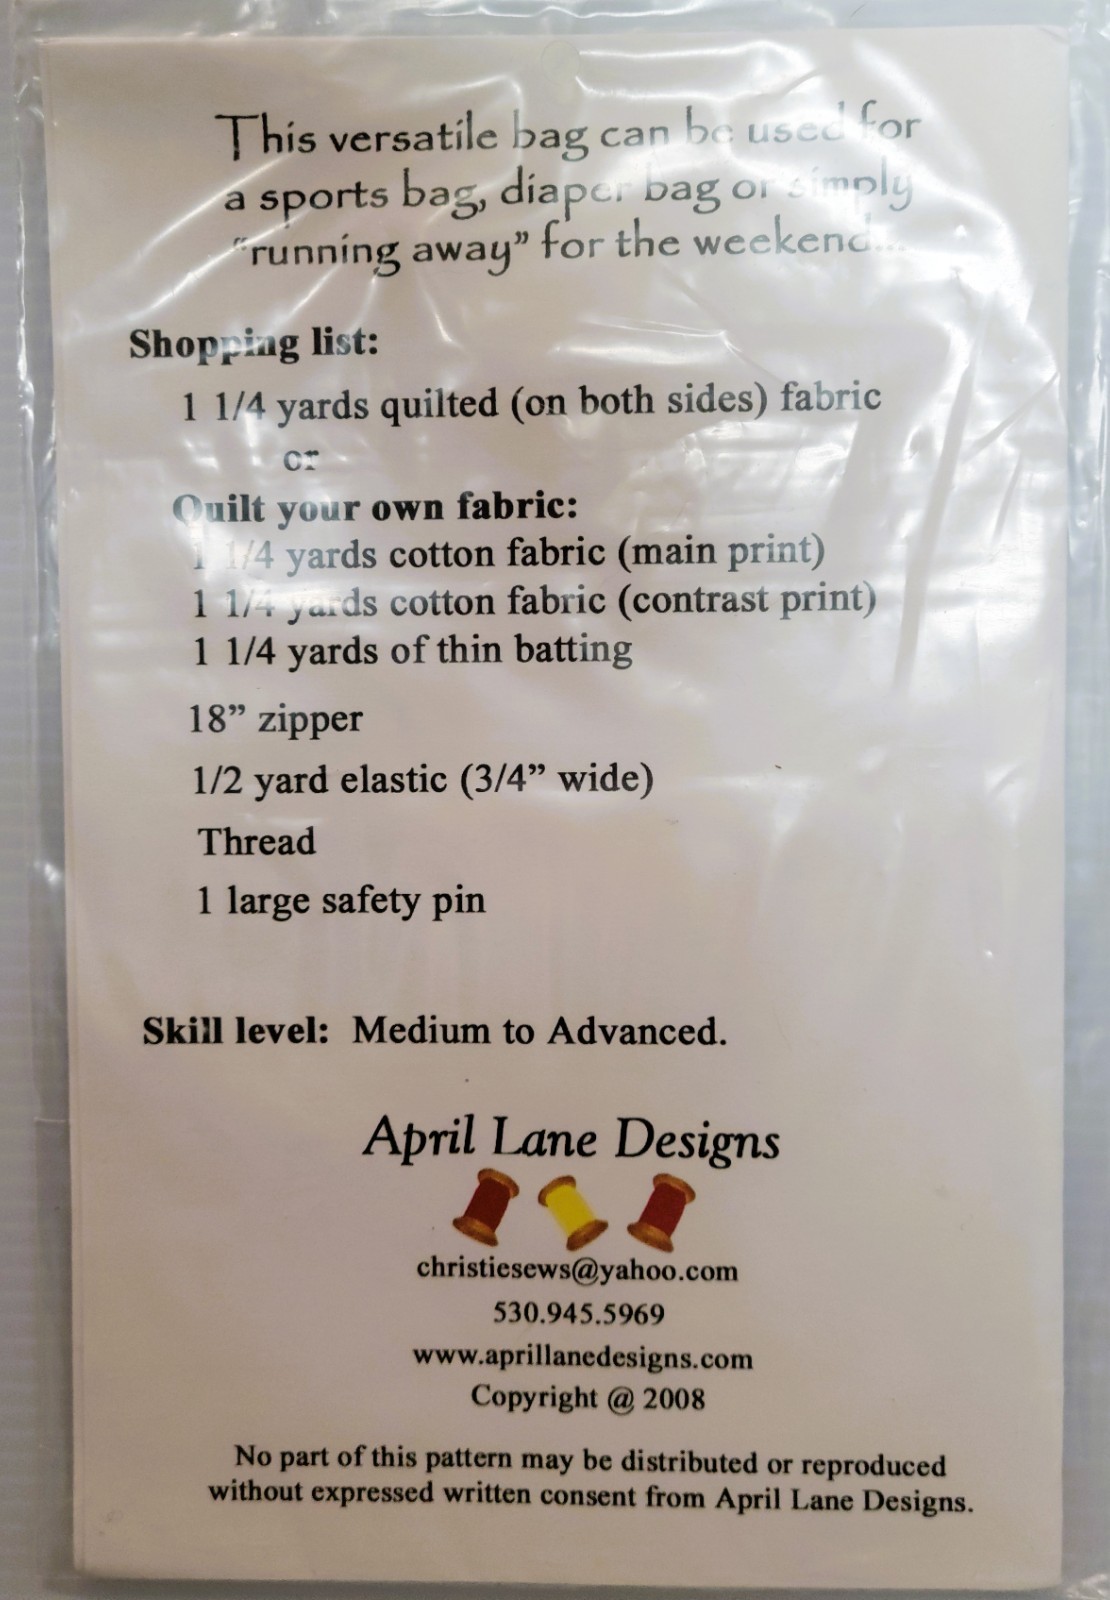 This versatile bag can be used for
a sports bag, diaper bag or simply
"running away" for the weekend...
Shopping list:
1 1/4 yards quilted (on both sides) fabric
or
Quilt your own fabric:
1 1/4 yards cotton fabric (main print)
1 1/4 yards cotton fabric (contrast print)
1 1/4 yards of thin batting
18” zipper
1/2 yard elastic (3/4” wide)
Thread
1 large safety pin
Skill level: Medium to Advanced.
April Lane Designs
christiesews@yahoo.com
530.945.5969
www.aprillanedesigns.com
Copyright @ 2008
No part of this pattern may be distributed or reproduced
without expressed written consent from April Lane Designs.